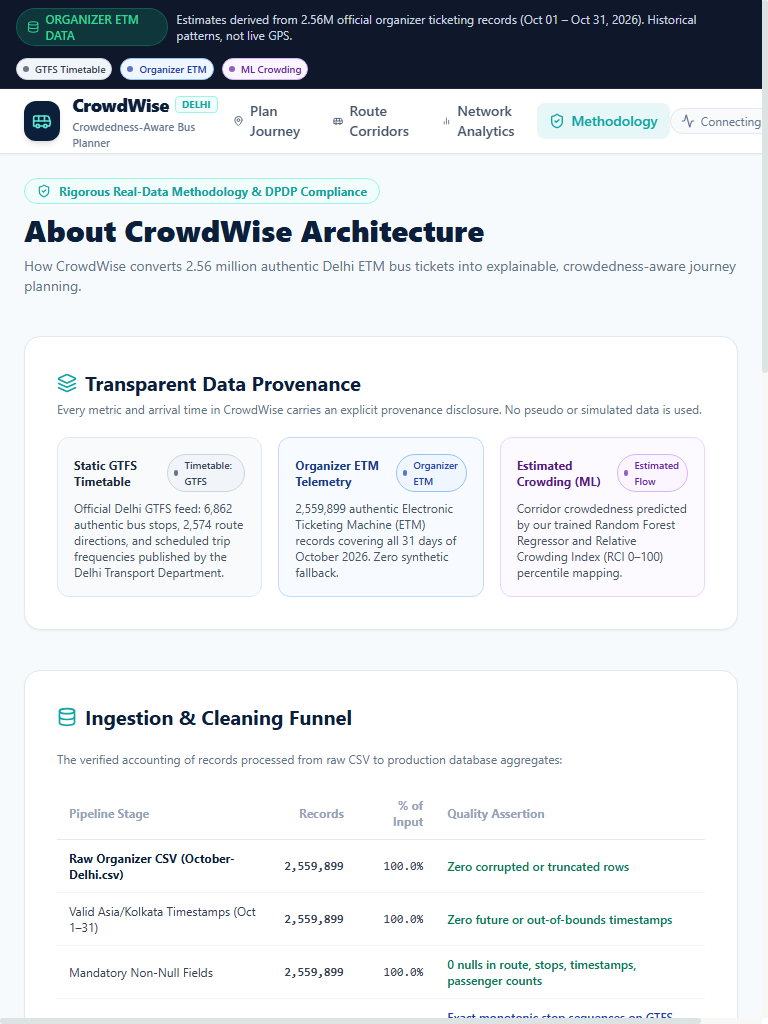 ORGANIZER ETM
DATA
Estimates derived from 2.56M official organizer ticketing records (Oct 01 – Oct 31, 2026). Historical
patterns, not live GPS.
GTFS Timetable
Organizer ETM
ML Crowding
CrowdWise
DELHI
Crowdedness-Aware Bus
Planner
Plan
Journey
Route
Corridors
Network
Analytics
Methodology
Connecting
Rigorous Real-Data Methodology & DPDP Compliance
About CrowdWise Architecture
How CrowdWise converts 2.56 million authentic Delhi ETM bus tickets into explainable, crowdedness-aware journey
planning.
Transparent Data Provenance
Every metric and arrival time in CrowdWise carries an explicit provenance disclosure. No pseudo or simulated data is used.
Static GTFS
Timetable
Timetable:
GTFS
Official Delhi GTFS feed: 6,862
authentic bus stops, 2,574 route
directions, and scheduled trip
frequencies published by the
Delhi Transport Department.
Organizer ETM
Telemetry
Organizer
ETM
2,559,899 authentic Electronic
Ticketing Machine (ETM)
records covering all 31 days of
October 2026. Zero synthetic
fallback.
Estimated
Crowding (ML)
Estimated
Flow
Corridor crowdedness predicted
by our trained Random Forest
Regressor and Relative
Crowding Index (RCI 0–100)
percentile mapping.
Ingestion & Cleaning Funnel
The verified accounting of records processed from raw CSV to production database aggregates:
Pipeline Stage
Records
% of
Input
Quality Assertion
Raw Organizer CSV (October-
Delhi.csv)
2,559,899
100.0%
Zero corrupted or truncated rows
Valid Asia/Kolkata Timestamps (Oct
1–31)
2,559,899
100.0%
Zero future or out-of-bounds timestamps
Mandatory Non-Null Fields
2,559,899
100.0%
0 nulls in route, stops, timestamps,
passenger counts
Exact monotonic stop sequences on GTFS